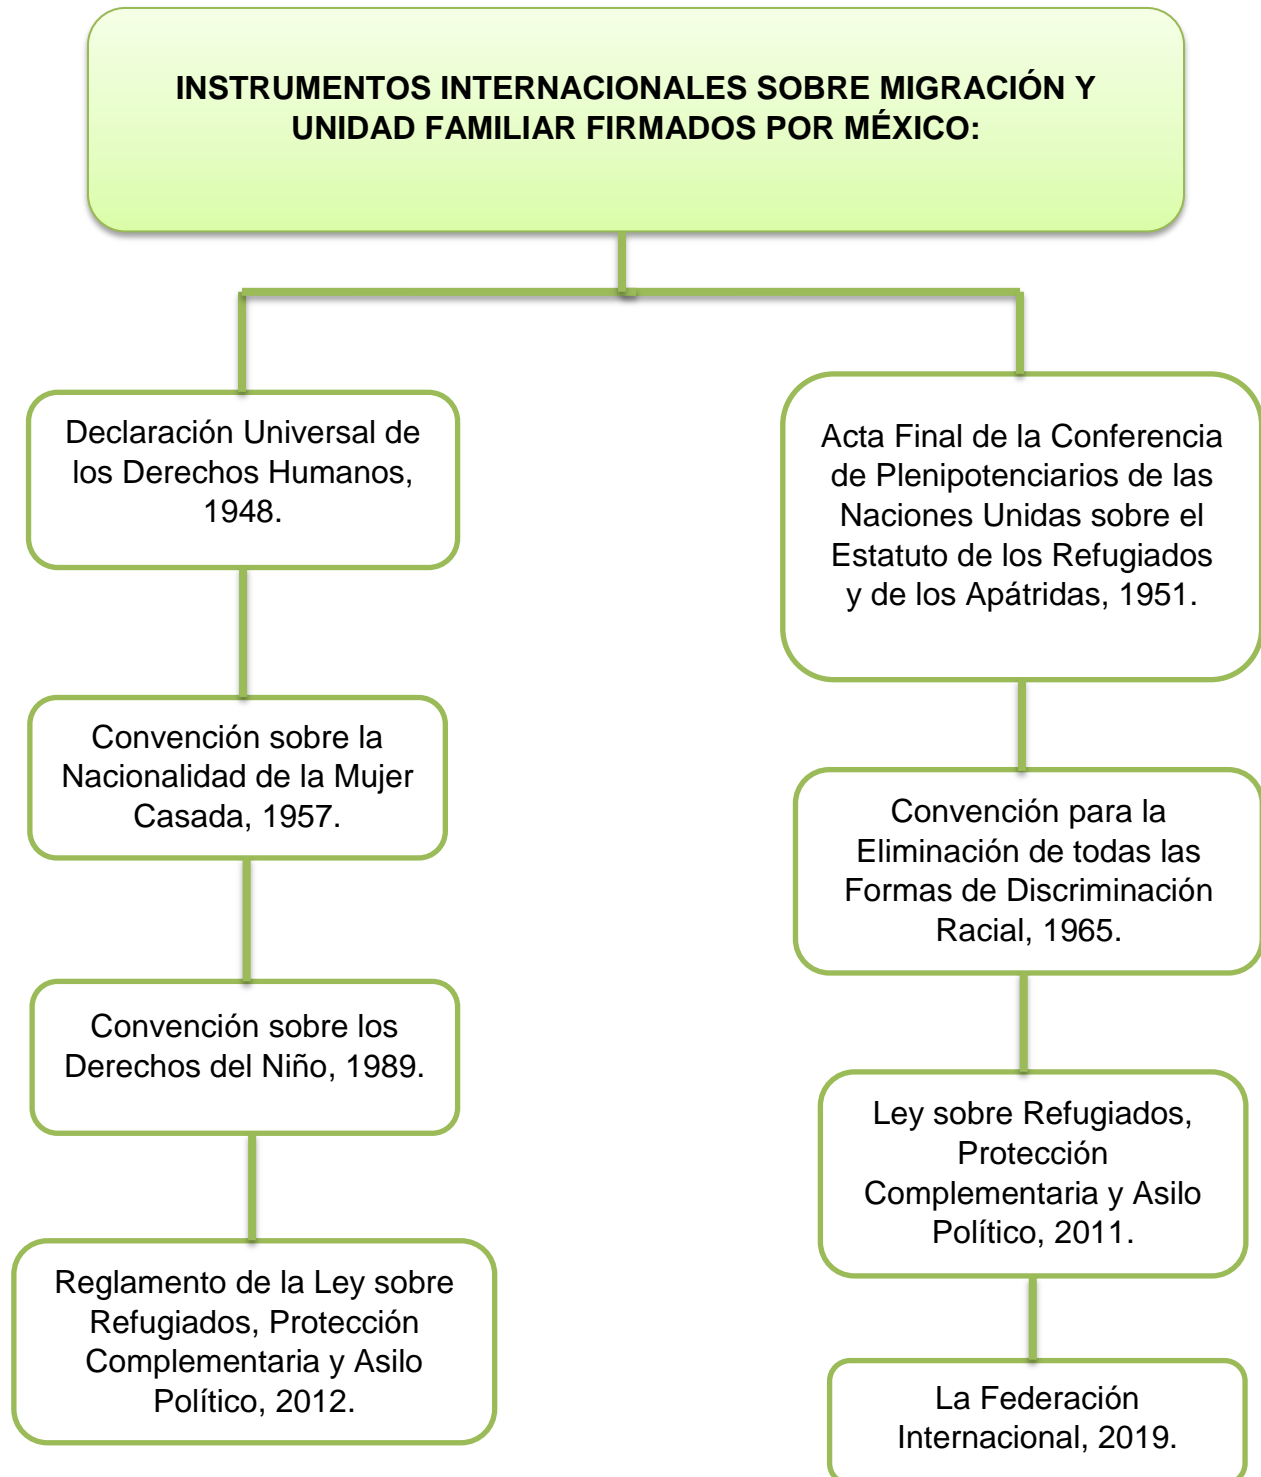 INSTRUMENTOS INTERNACIONALES SOBRE MIGRACIÓN Y
UNIDAD FAMILIAR FIRMADOS POR MÉXICO:
Declaración Universal de
los Derechos Humanos,
1948.
Convención sobre la
Nacionalidad de la Mujer
Casada, 1957.
Convención sobre los
Derechos del Niño, 1989.
Reglamento de la Ley sobre
Refugiados, Protección
Complementaria y Asilo
Político, 2012.
Acta Final de la Conferencia
de Plenipotenciarios de las
Naciones Unidas sobre el
Estatuto de los Refugiados
y de los Apátridas, 1951.
Convención para la
Eliminación de todas las
Formas de Discriminación
Racial, 1965.
Ley sobre Refugiados,
Protección
Complementaria y Asilo
Político, 2011.
La Federación
Internacional, 2019.